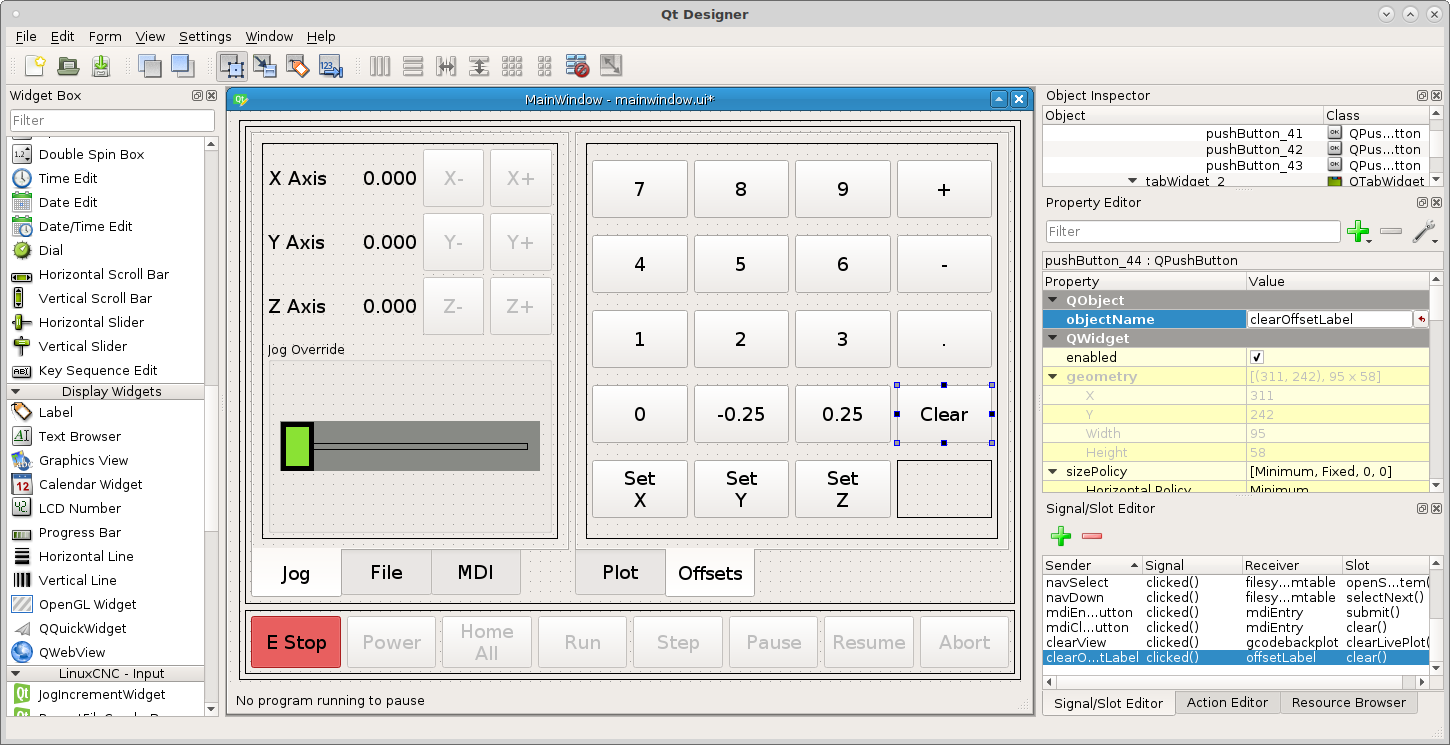 Qt Designer
File Edit Form View Settings Window Help
Widget Box
Filter
Double Spin Box
Time Edit
Date Edit
Date/Time Edit
Dial
Horizontal Scroll Bar
Vertical Scroll Bar
Horizontal Slider
Vertical Slider
Key Sequence Edit
Display Widgets
Label
Text Browser
Graphics View
Calendar Widget
LCD Number
Progress Bar
Horizontal Line
Vertical Line
OpenGL Widget
QQuickWidget
QWebView
LinuxCNC - Input
JogIncrementWidget
MainWindow - mainwindow.ui*
X Axis 0.000 X- X+
Y Axis 0.000 Y- Y+
Z Axis 0.000 Z- Z+
Jog Override
Jog File MDI
7 8 9 +
4 5 6 -
1 2 3 .
0 -0.25 0.25 Clear
Set X
Set Y
Set Z
Plot Offsets
E Stop Power Home All Run Step Pause Resume Abort
No program running to pause
Object Inspector
Object Class
pushButton_41 QPus...tton
pushButton_42 QPus...tton
pushButton_43 QPus...tton
tabWidget_2 QTabWidget
Property Editor
Filter
pushButton_44 : QPushButton
Property Value
QObject
objectName clearOffsetLabel
QWidget
enabled
geometry [(311, 242), 95 x 58]
X 311
Y 242
Width 95
Height 58
sizePolicy [Minimum, Fixed, 0, 0]
Horizontal Policy Minimum
Signal/Slot Editor
Sender Signal Receiver Slot
navSelect clicked() filesy...mtable openS...tem(
navDown clicked() filesy...mtable selectNext()
mdiEn...utton clicked() mdiEntry submit()
mdiCl...utton clicked() mdiEntry clear()
clearView clicked() gcodebackplot clearLivePlot(
clearO...tLabel clicked() offsetLabel clear()
Signal/Slot Editor Action Editor Resource Browser